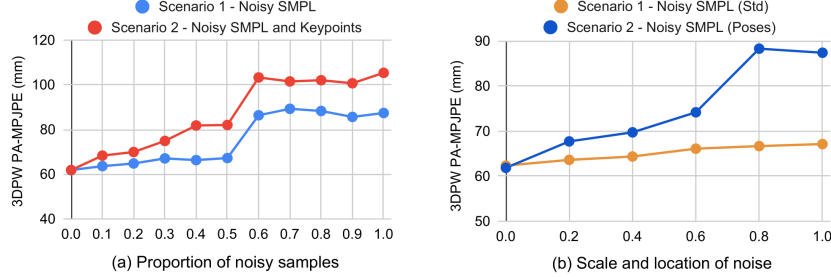 Scenario 1 - Noisy SMPL
Scenario 2 - Noisy SMPL and Keypoints
3DPW PA-MPJPE (mm)
120
100
80
60
40
0.0 0.1 0.2 0.3 0.4 0.5 0.6 0.7 0.8 0.9 1.0
(a) Proportion of noisy samples
Scenario 1 - Noisy SMPL (Std)
Scenario 2 - Noisy SMPL (Poses)
3DPW PA-MPJPE (mm)
90
80
70
60
50
0.0 0.2 0.4 0.6 0.8 1.0
(b) Scale and location of noise